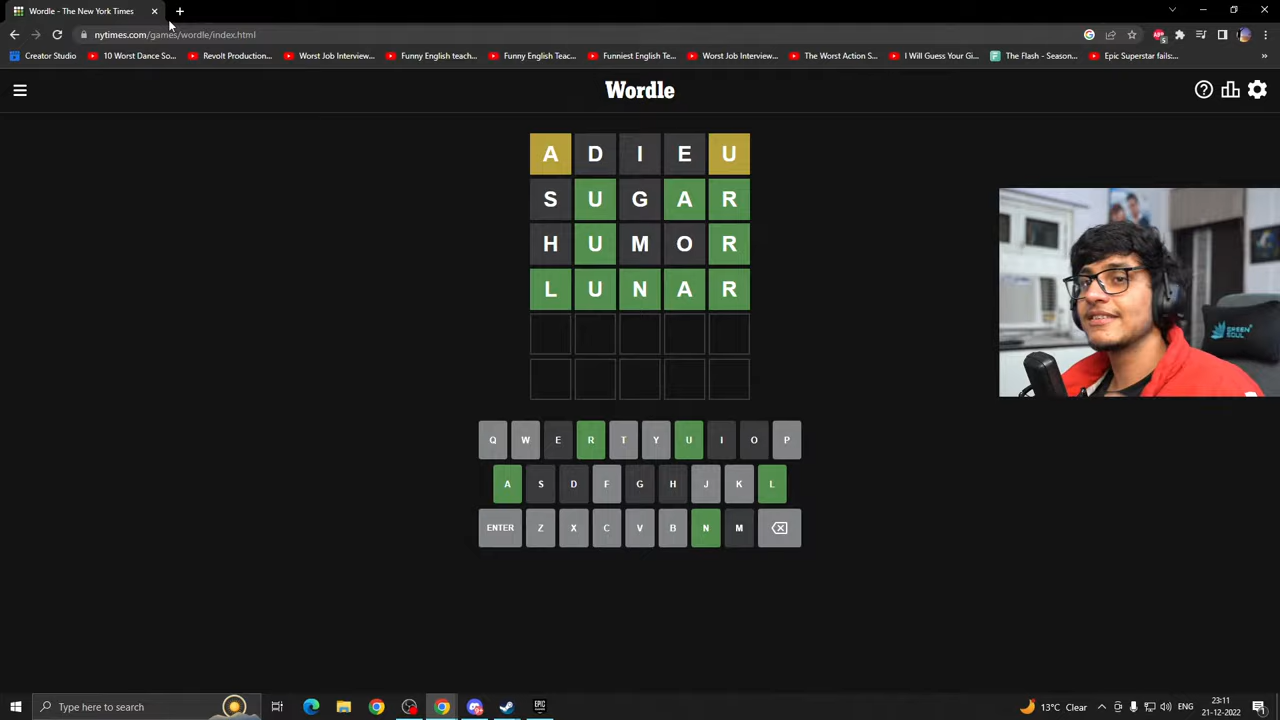 Wordle - The New York Times
nytimes.com/games/wordle/index.html
Creator Studio
10 Worst Dance So...
Revolt Production...
Worst Job Interview...
Funny English teach...
Funny English Teac...
Funniest English Te...
Worst Job Interview...
The Worst Action S...
I Will Guess Your Gi...
The Flash - Season...
Epic Superstar fails:...
Wordle
A D I E U
S U G A R
H U M O R
L U N A R
GREEN SOUL
Q W E R T Y U I O P
A S D F G H J K L
ENTER Z X C V B N M
Type here to search
EPIC
13°C Clear
ENG
23:11
21-12-2022